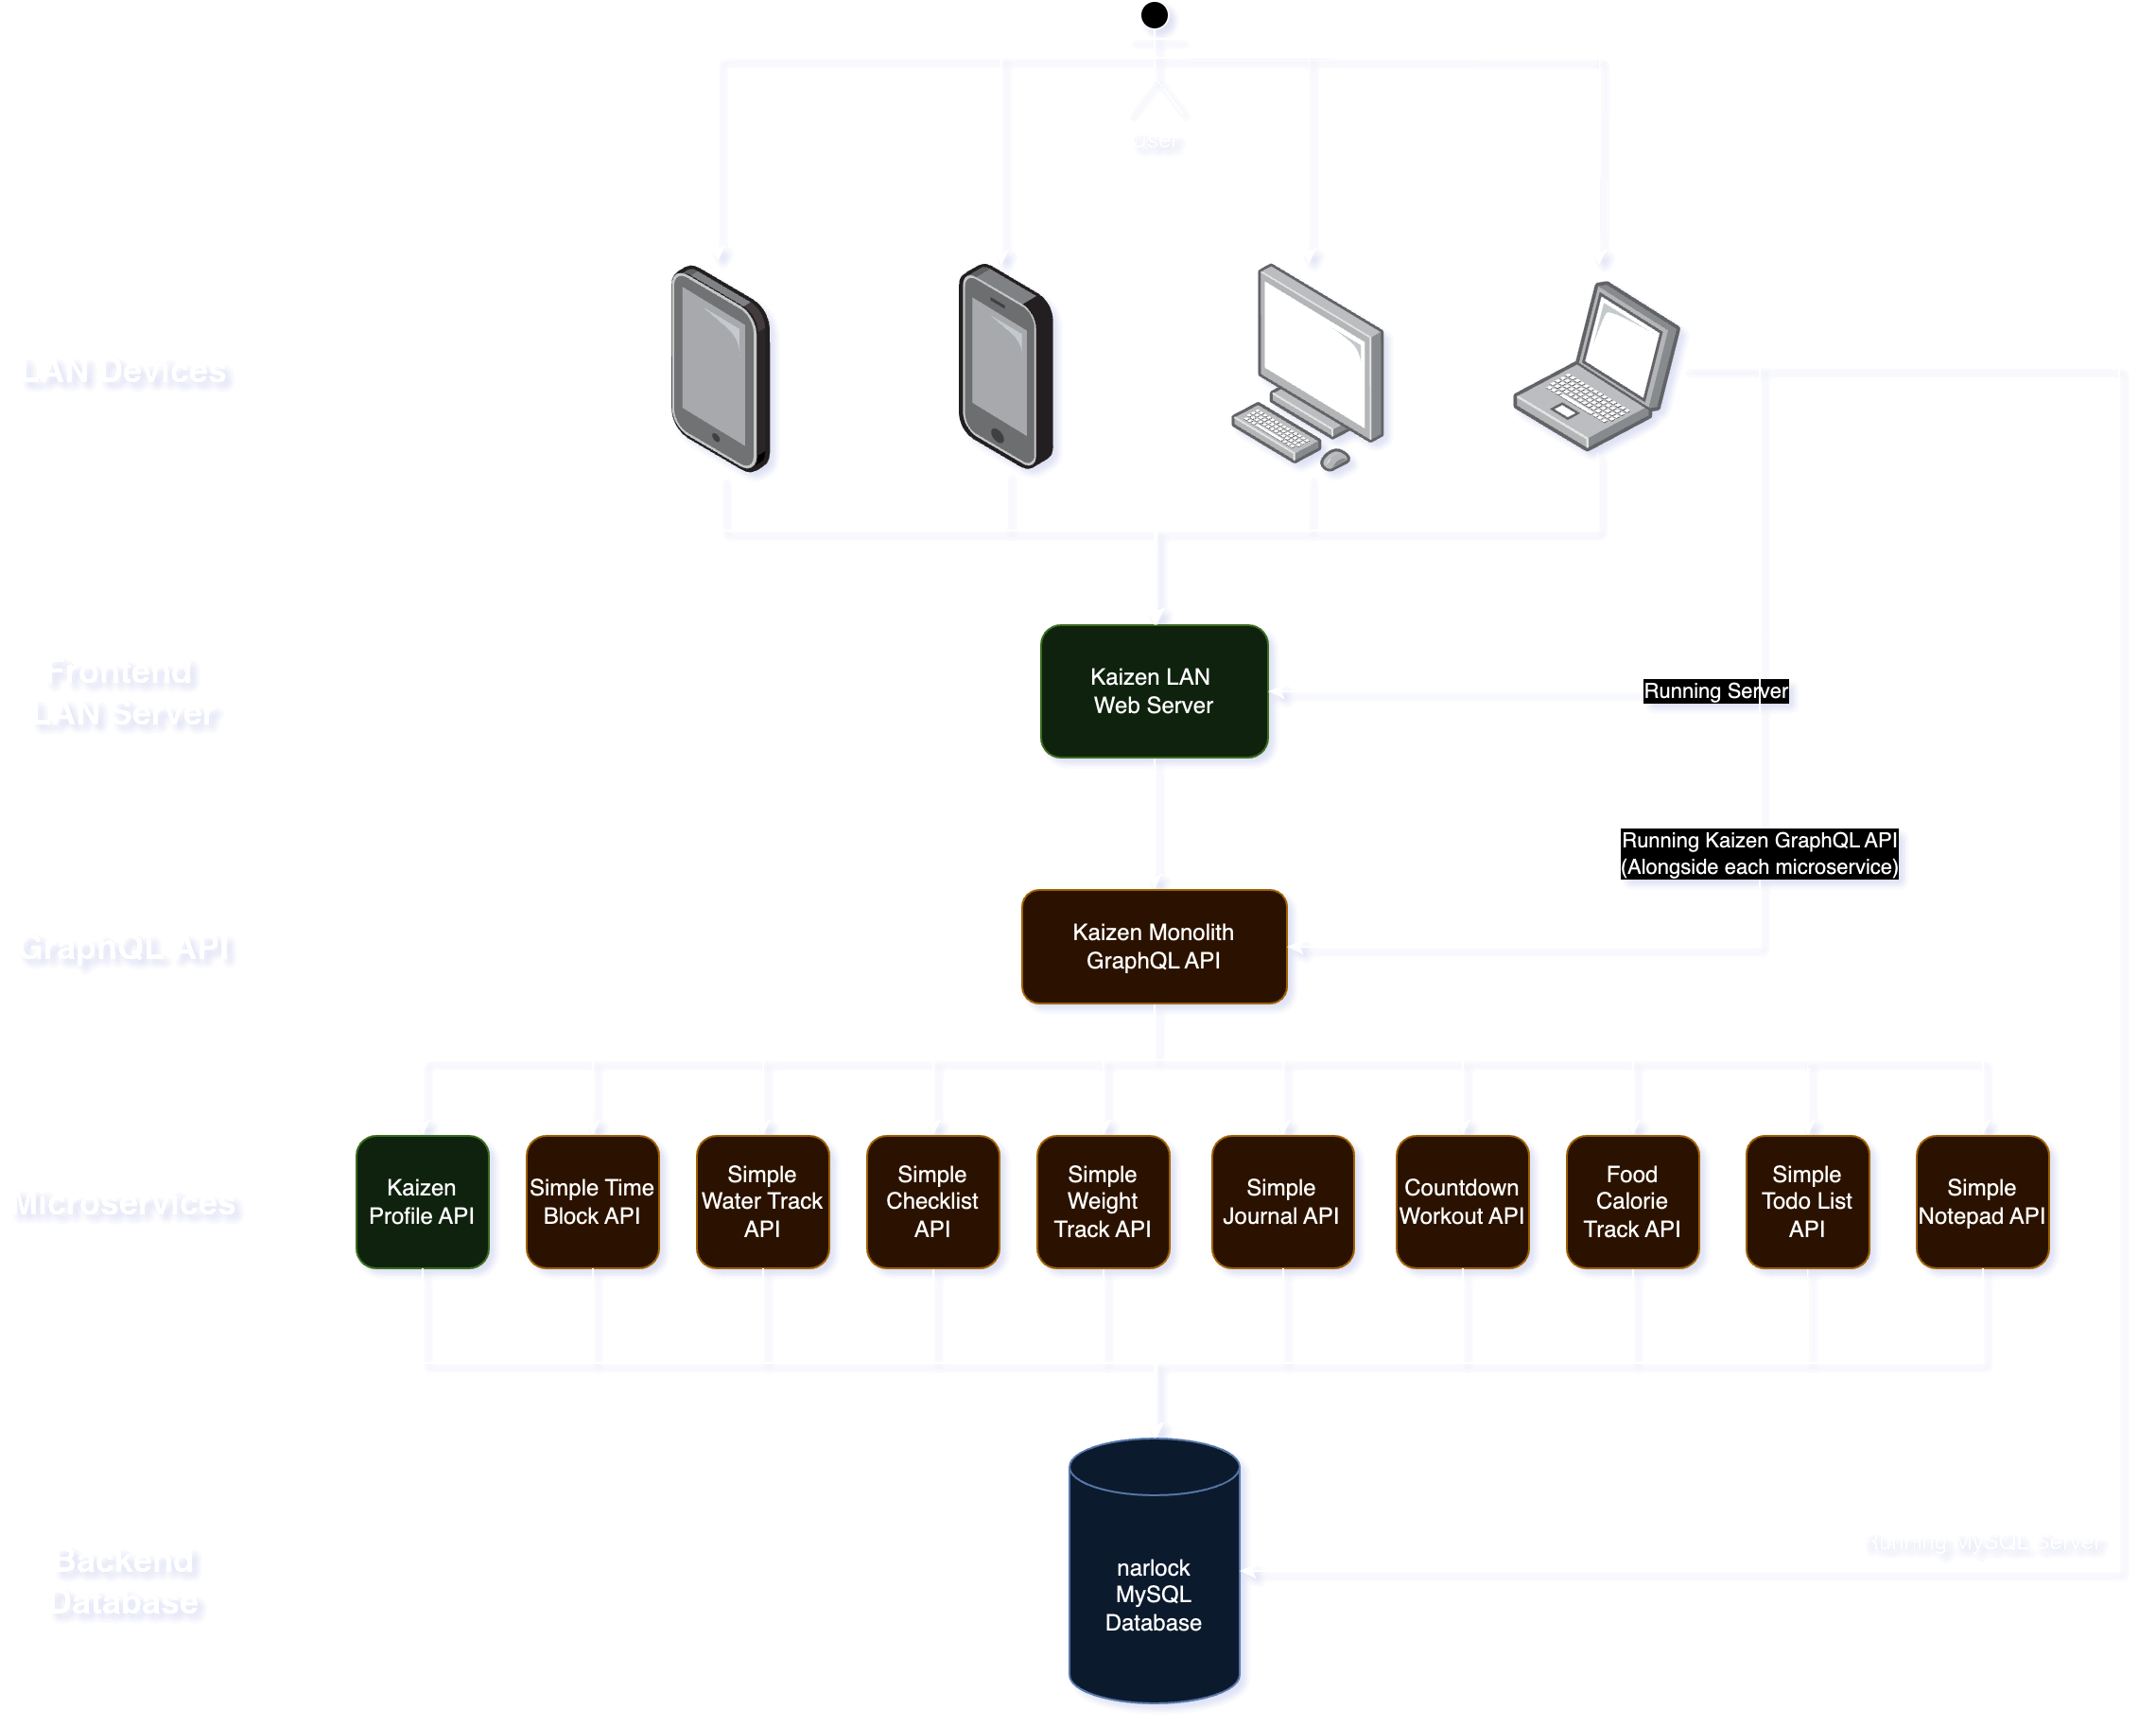 User
LAN Devices
Frontend
LAN Server
Kaizen LAN
Web Server
Running Server
Running Kaizen GraphQL API
(Alongside each microservice)
GraphQL API
Kaizen Monolith
GraphQL API
Microservices
Kaizen
Profile API
Simple Time
Block API
Simple
Water Track
API
Simple
Checklist
API
Simple
Weight
Track API
Simple
Journal API
Countdown
Workout API
Food
Calorie
Track API
Simple
Todo List
API
Simple
Notepad API
Backend
Database
narlock
MySQL
Database
Running MySQL Server